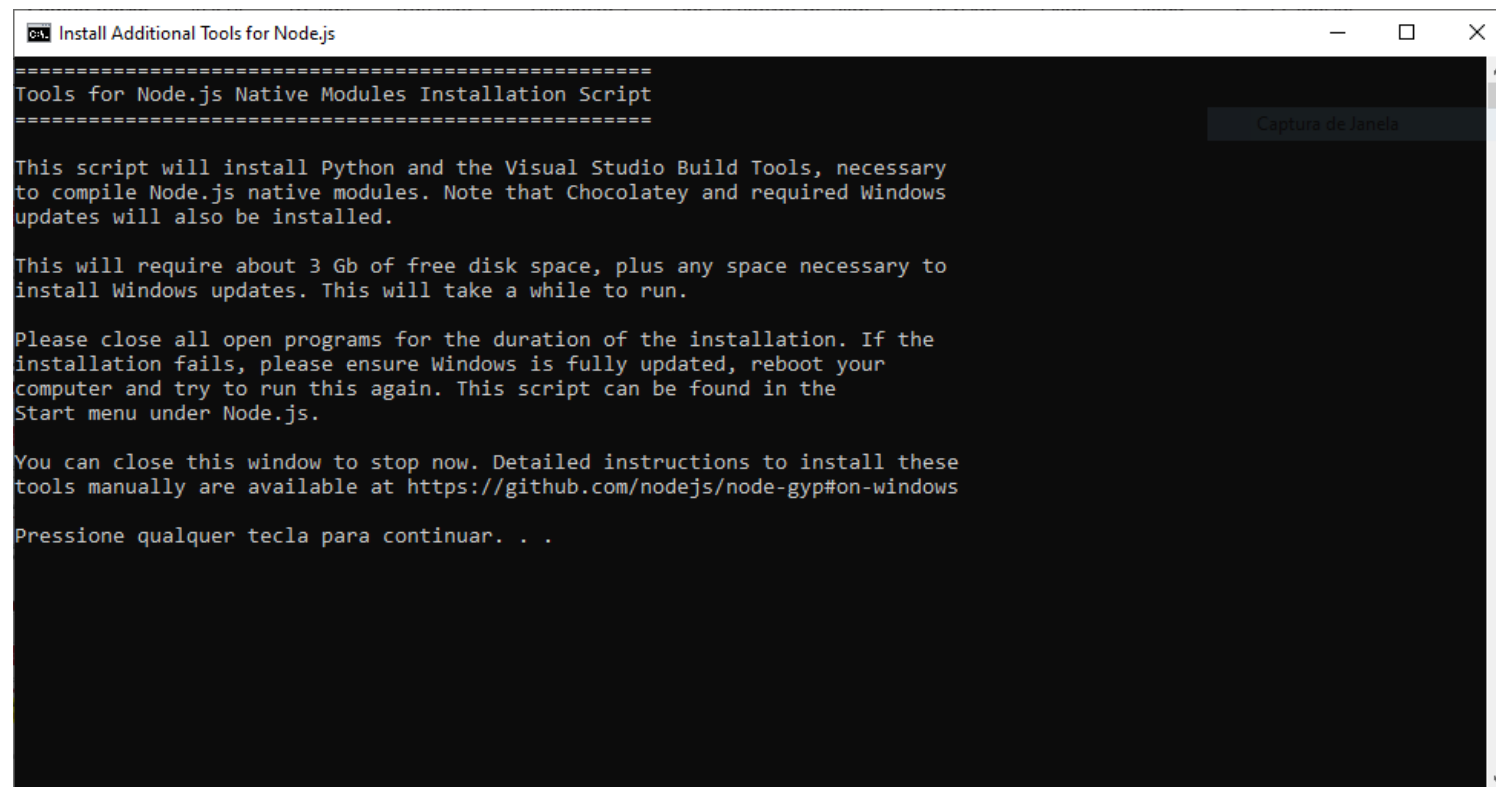 Install Additional Tools for Node.js
====================================================
Tools for Node.js Native Modules Installation Script
====================================================
Captura de Janela
This script will install Python and the Visual Studio Build Tools, necessary
to compile Node.js native modules. Note that Chocolatey and required Windows
updates will also be installed.
This will require about 3 Gb of free disk space, plus any space necessary to
install Windows updates. This will take a while to run.
Please close all open programs for the duration of the installation. If the
installation fails, please ensure Windows is fully updated, reboot your
computer and try to run this again. This script can be found in the
Start menu under Node.js.
You can close this window to stop now. Detailed instructions to install these
tools manually are available at https://github.com/nodejs/node-gyp#on-windows
Pressione qualquer tecla para continuar. . .